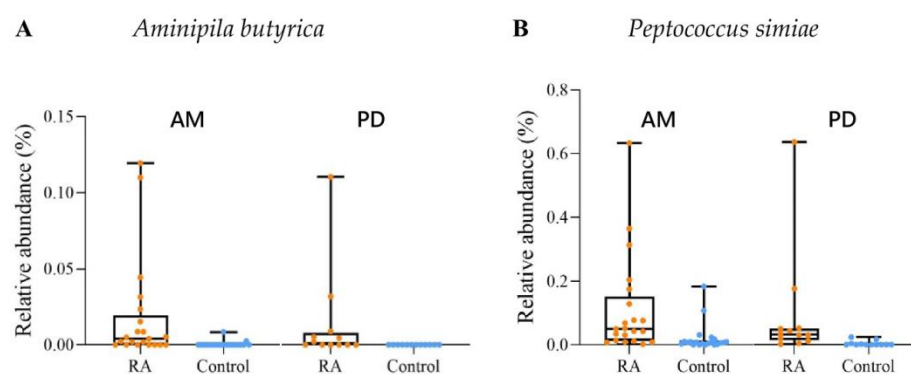 A Aminipila butyrica
Relative abundance (%)
0.15
0.10
0.05
0.00
AM PD
RA Control RA Control
B Peptococcus simiae
Relative abundance (%)
0.8
0.6
0.4
0.2
0.0
AM PD
RA Control RA Control